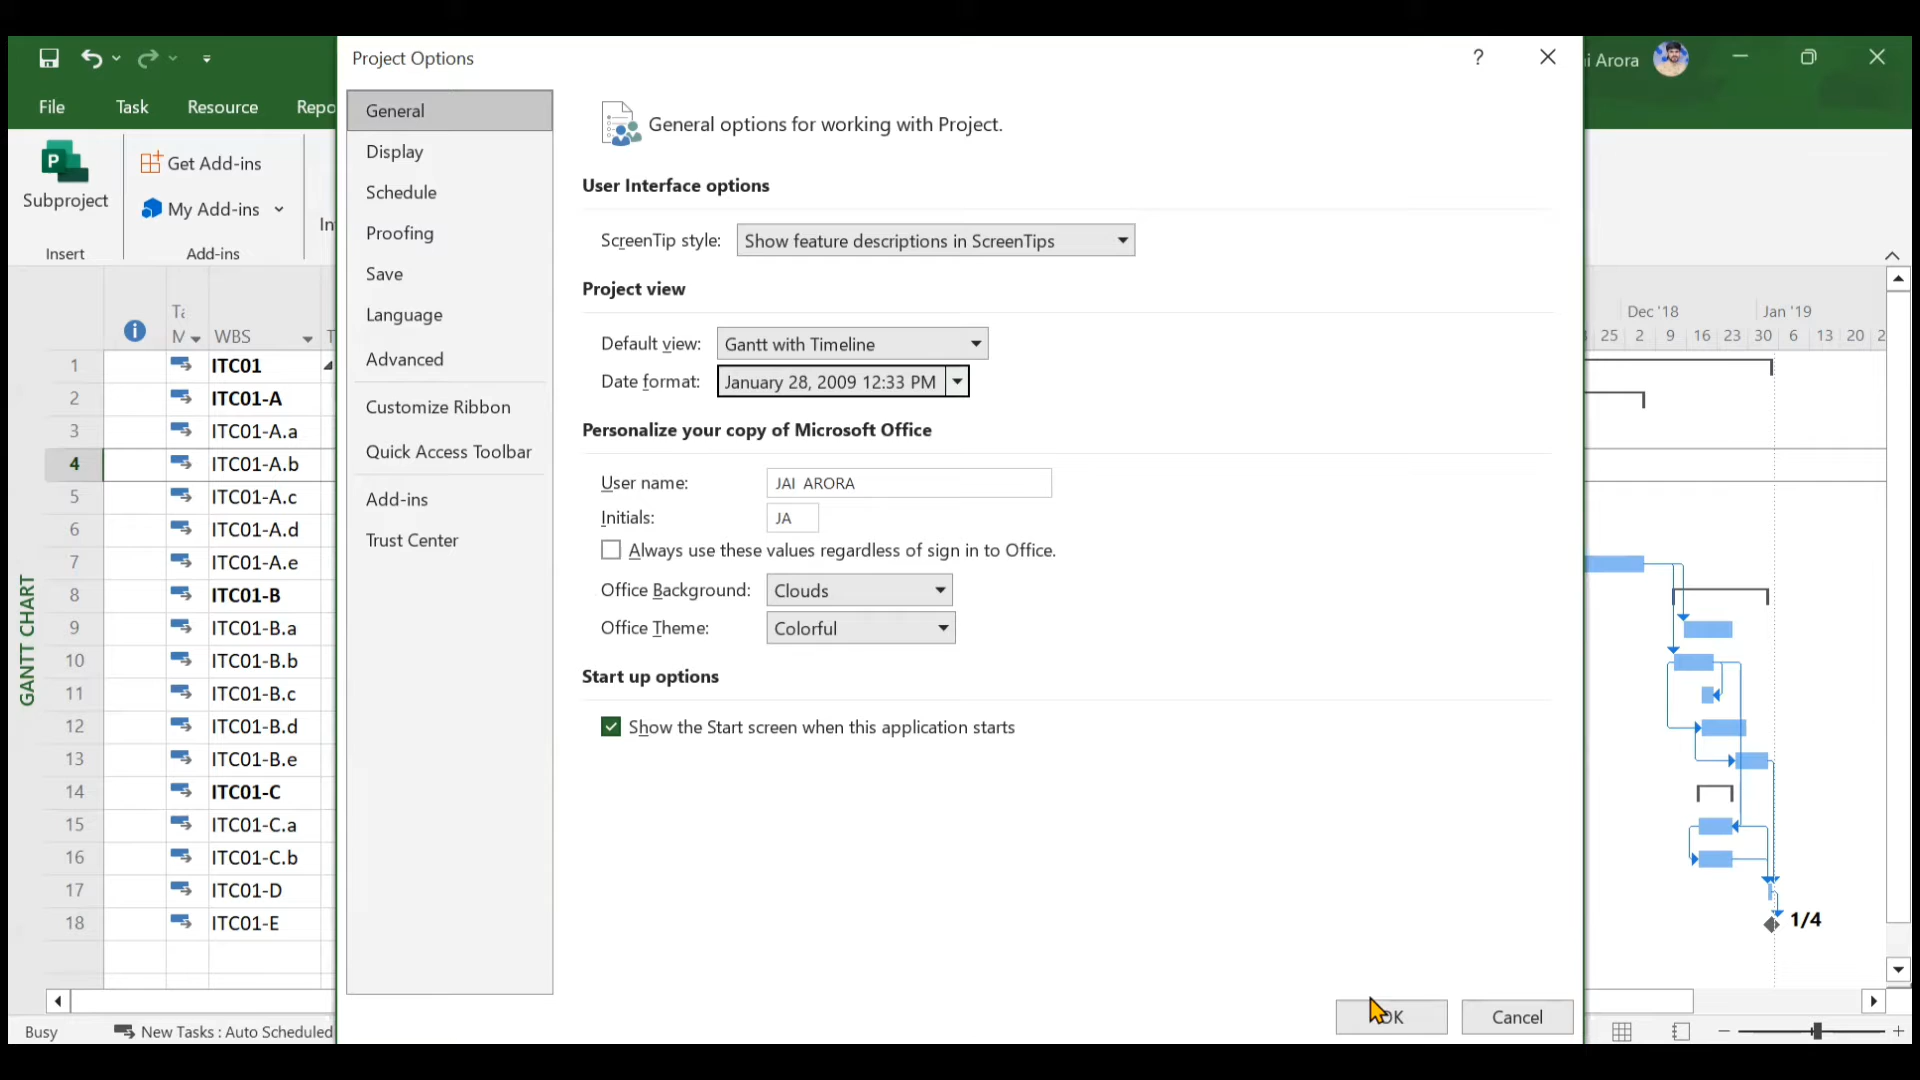 Project Options
?
i Arora
File Task Resource Repo
Subproject
Get Add-ins
My Add-ins
Insert
Add-ins
General
Display
Schedule
Proofing
Save
Language
Advanced
Customize Ribbon
Quick Access Toolbar
Add-ins
Trust Center
General options for working with Project.
User Interface options
ScreenTip style: Show feature descriptions in ScreenTips
Project view
Default view: Gantt with Timeline
Date format: January 28, 2009 12:33 PM
Personalize your copy of Microsoft Office
User name: JAI ARORA
Initials: JA
Always use these values regardless of sign in to Office.
Office Background: Clouds
Office Theme: Colorful
Start up options
Show the Start screen when this application starts
OK Cancel
WBS
1 ITC01
2 ITC01-A
3 ITC01-A.a
4 ITC01-A.b
5 ITC01-A.c
6 ITC01-A.d
7 ITC01-A.e
8 ITC01-B
9 ITC01-B.a
10 ITC01-B.b
11 ITC01-B.c
12 ITC01-B.d
13 ITC01-B.e
14 ITC01-C
15 ITC01-C.a
16 ITC01-C.b
17 ITC01-D
18 ITC01-E
GANTT CHART
Dec '18 Jan '19
25 2 9 16 23 30 6 13 20
1/4
Busy New Tasks : Auto Scheduled